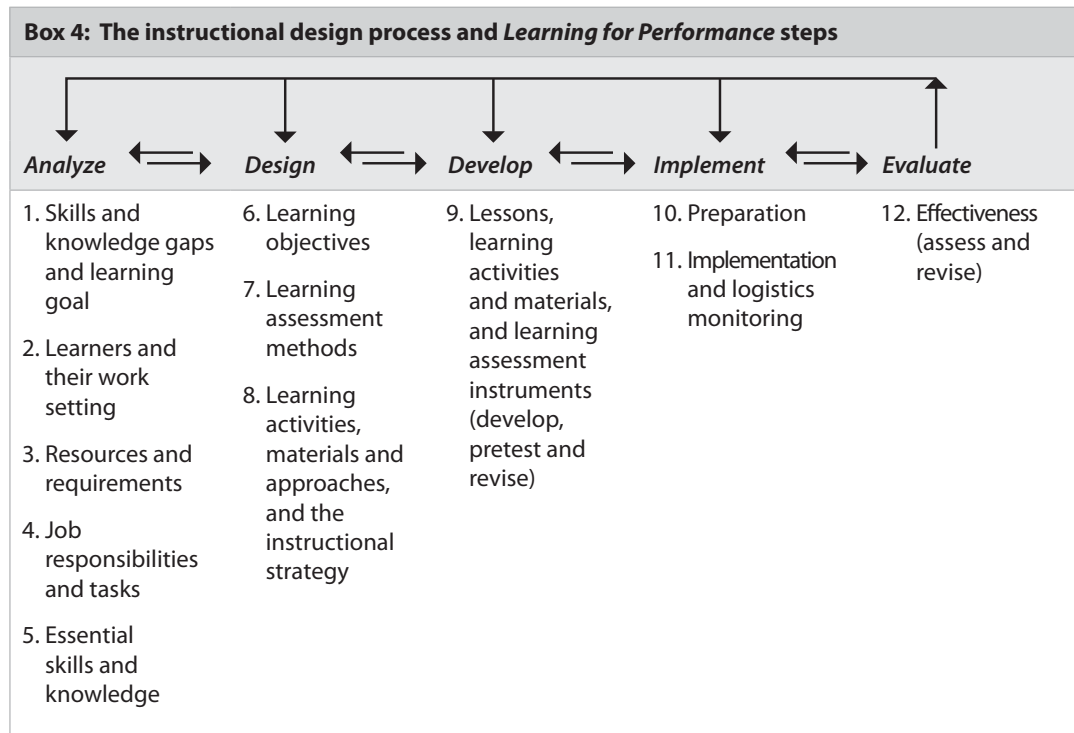 Box 4: The instructional design process and Learning for Performance steps
Analyze
Design
Develop
Implement
Evaluate
1. Skills and
knowledge gaps
and learning
goal
2. Learners and
their work
setting
3. Resources and
requirements
4. Job
responsibilities
and tasks
5. Essential
skills and
knowledge
6. Learning
objectives
7. Learning
assessment
methods
8. Learning
activities,
materials and
approaches,
and the
instructional
strategy
9. Lessons,
learning
activities
and materials,
and learning
assessment
instruments
(develop,
pretest and
revise)
10. Preparation
11. Implementation
and logistics
monitoring
12. Effectiveness
(assess and
revise)